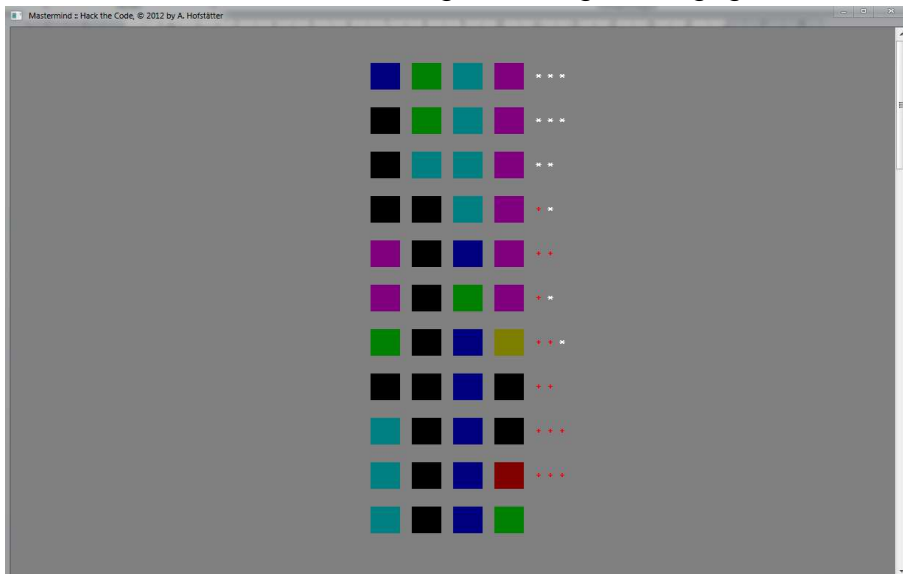 Mastermind :: Hack the Code, © 2012 by A. Hofstätter
* * *
* * *
* *
+ *
+ +
+ *
+ + *
+ +
+ + +
+ + +